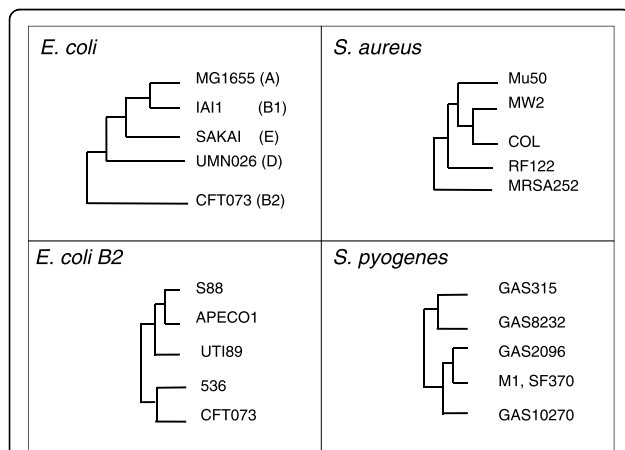 E. coli
MG1655 (A)
IAI1 (B1)
SAKAI (E)
UMN026 (D)
CFT073 (B2)
S. aureus
Mu50
MW2
COL
RF122
MRSA252
E. coli B2
S88
APECO1
UTI89
536
CFT073
S. pyogenes
GAS315
GAS8232
GAS2096
M1, SF370
GAS10270